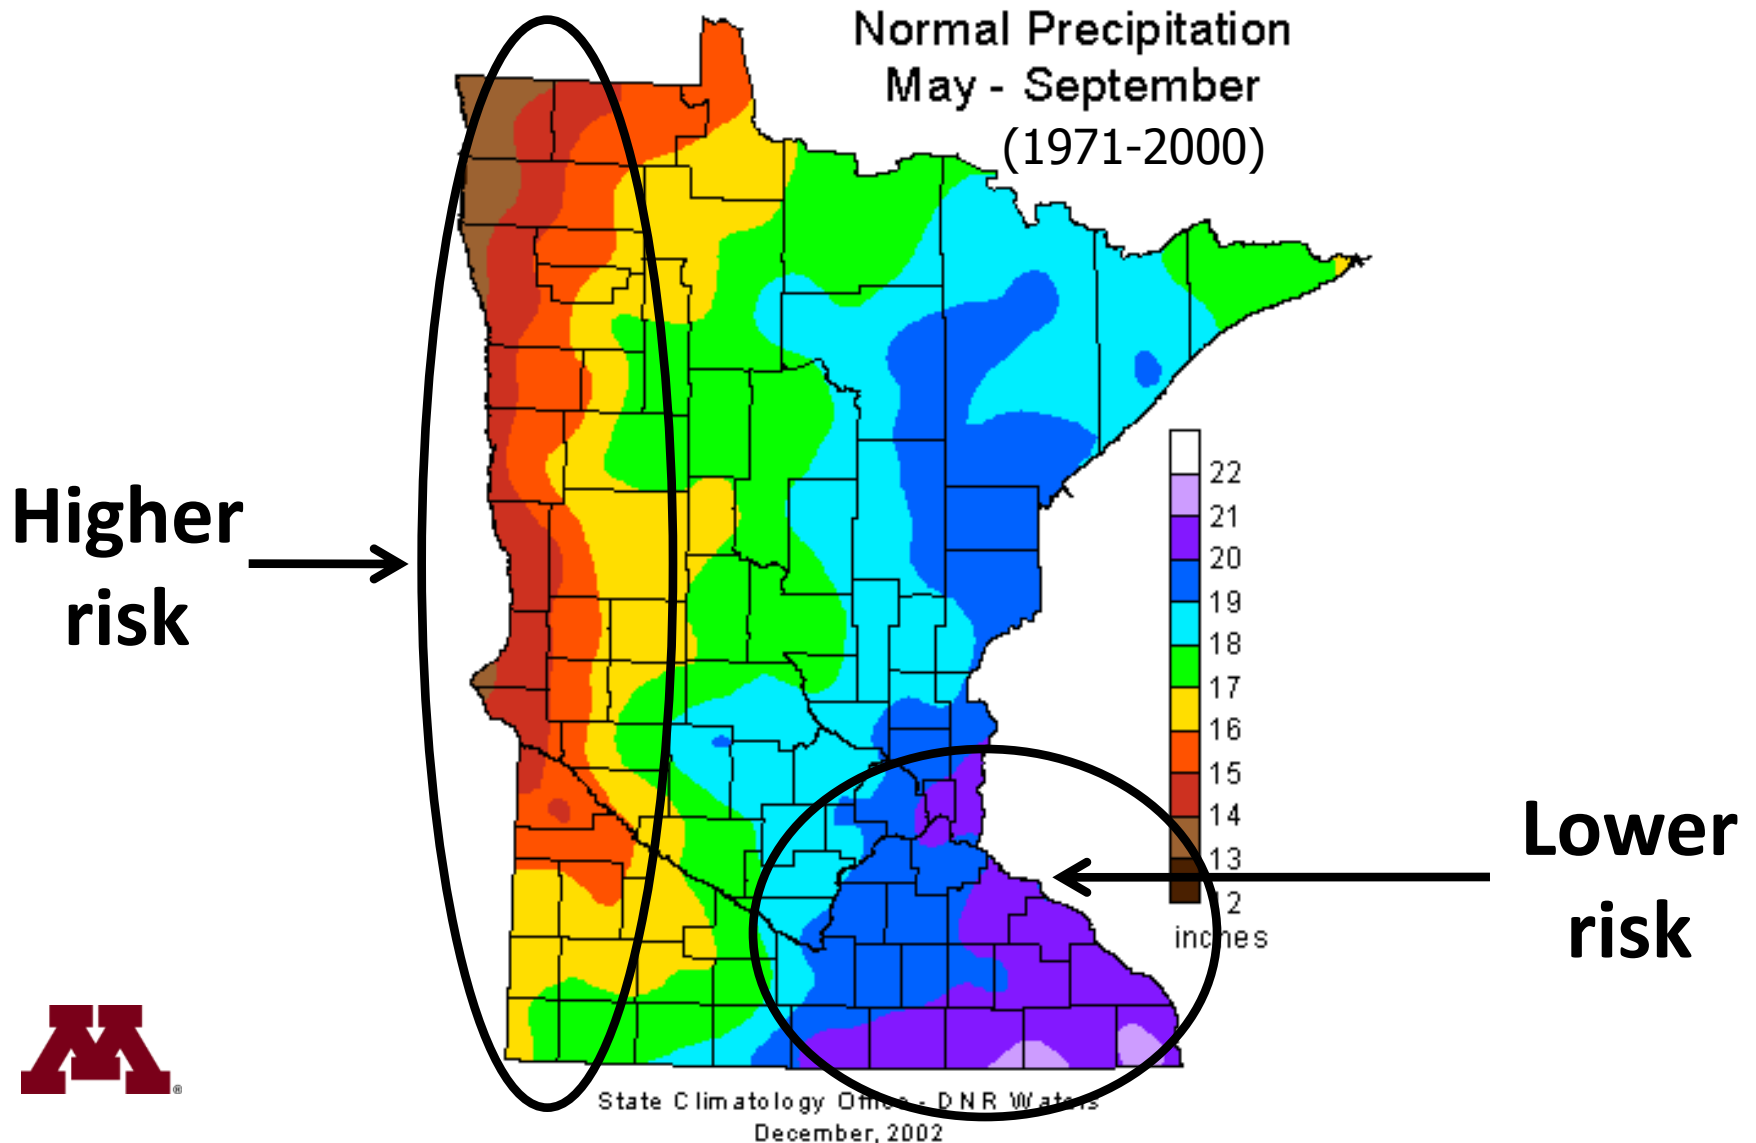 Normal Precipitation
May - September
(1971-2000)
Higher
risk
22
21
20
19
18
17
16
15
14
13
12
inches
Lower
risk
State Climatology Office - DNR Waters
December, 2002
M
®